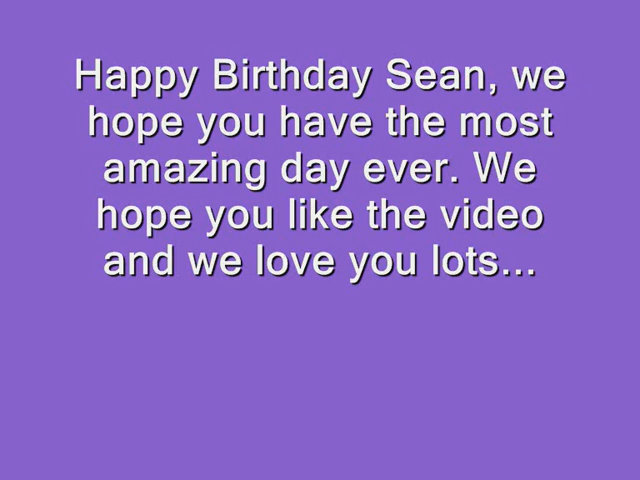 Happy Birthday Sean, we
hope you have the most
amazing day ever. We
hope you like the video
and we love you lots...